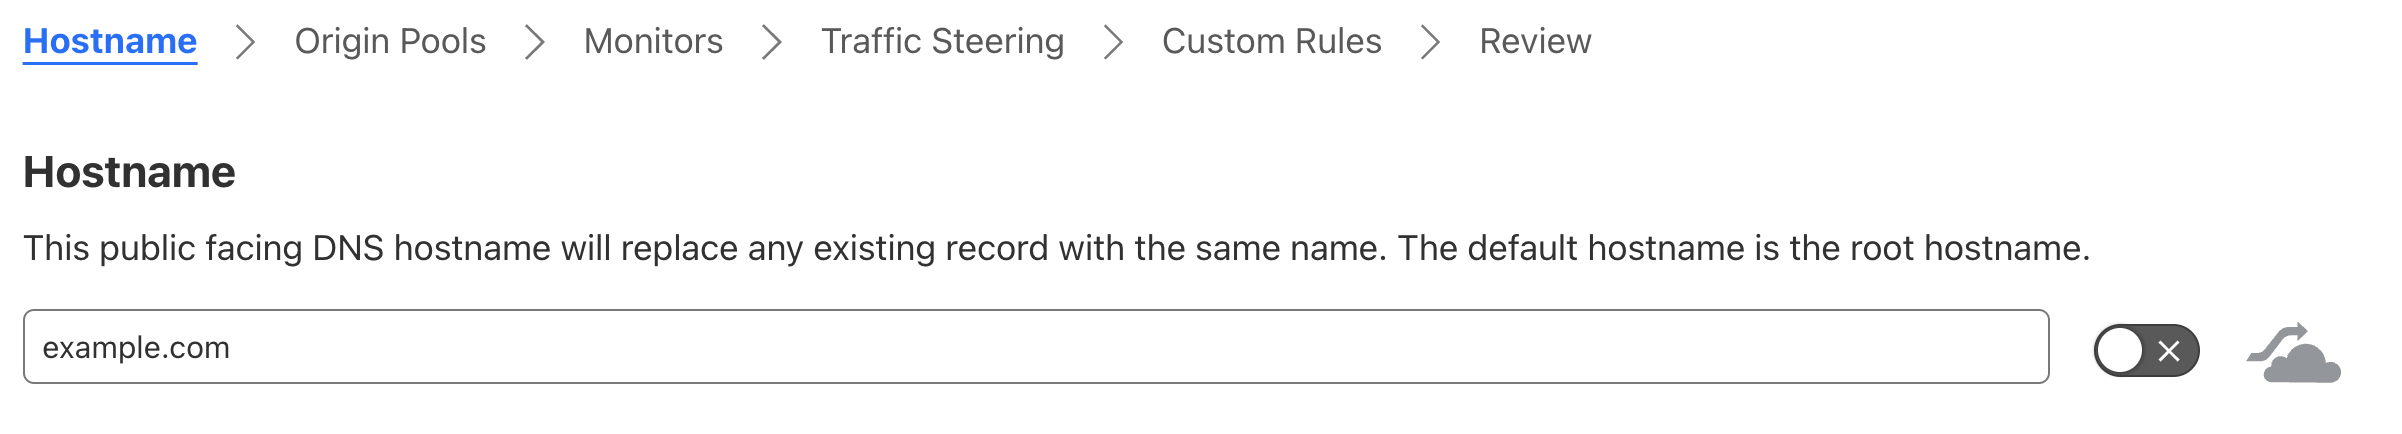 Hostname > Origin Pools > Monitors > Traffic Steering > Custom Rules > Review
Hostname
This public facing DNS hostname will replace any existing record with the same name. The default hostname is the root hostname.
example.com